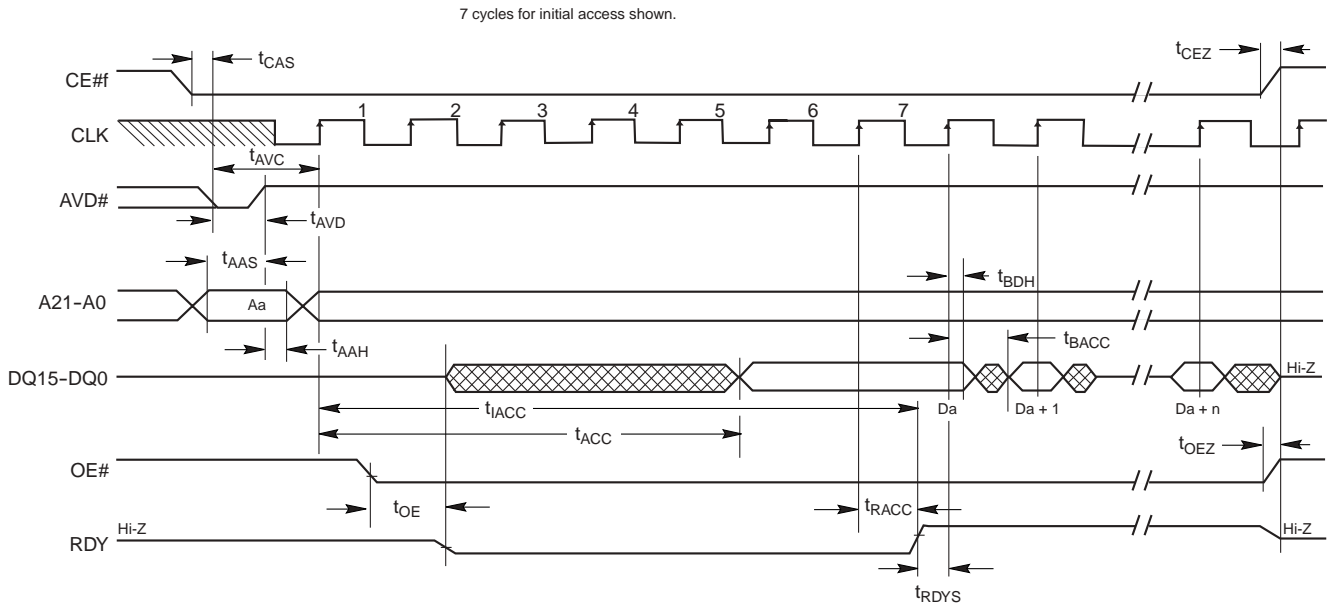 7 cycles for initial access shown.
tCAS
tCEZ
CE#f
1 2 3 4 5 6 7
CLK
tAVC
AVD#
tAVD
tAAS
tBDH
A21-A0
Aa
tAAH
tBACC
DQ15-DQ0
Hi-Z
tIACC
Da
Da + 1
Da + n
tACC
tOEZ
OE#
tOE
tRACC
Hi-Z
Hi-Z
RDY
tRDYS